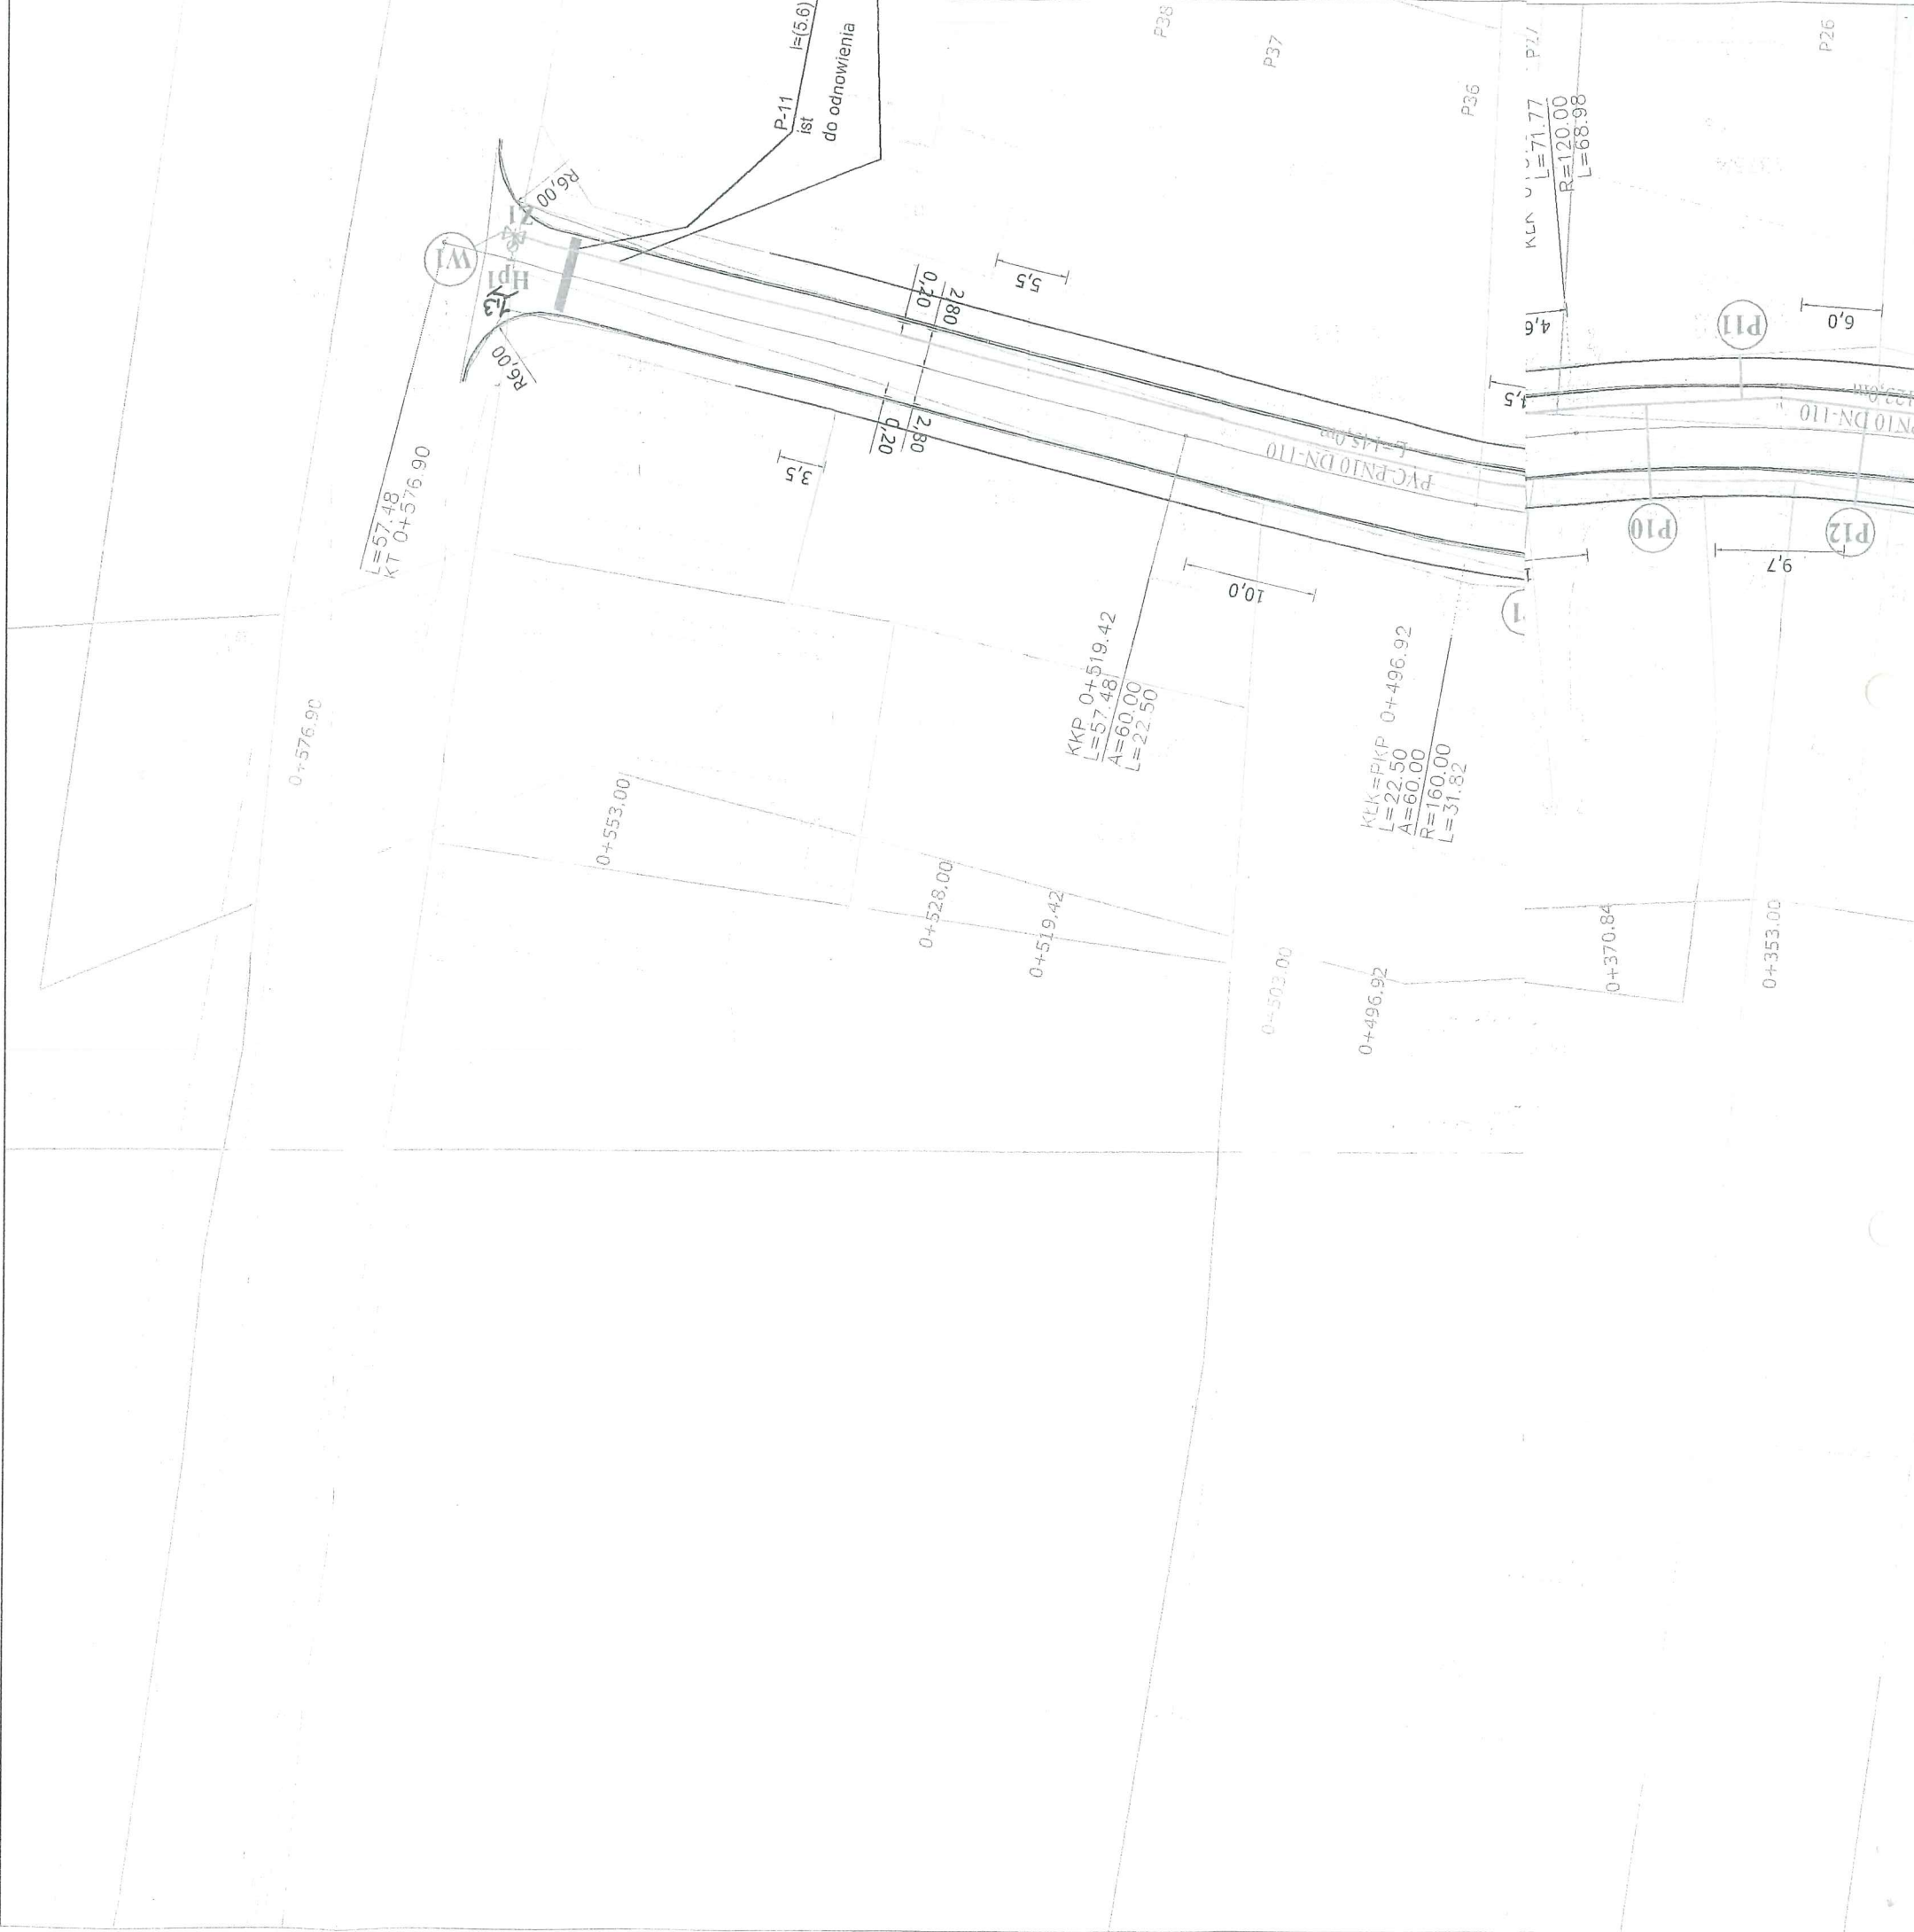 P-11 l=(5.6)
ist
do odnowienia
P38
P37
P36
P27
P26
L=71.77
R=120.00
L=68.98
R6,00
Z1
W1
Hp1
R6,00
L=57.48
KT 0+576.90
0,20
2,80
5,5
0,20
2,80
3,5
4,6
P11
6,0
L=145,0m
PVC-PN10 DN-110
PN10 DN-110
P10
P12
9,7
10,0
KKP 0+519.42
L=57.48
A=60.00
L=22.50
KŁK=PKP 0+496.92
L=22.50
A=60.00
R=160.00
L=31.82
0+576.90
0+553.00
0+528.00
0+519.42
0+503.00
0+496.92
0+370.84
0+353.00